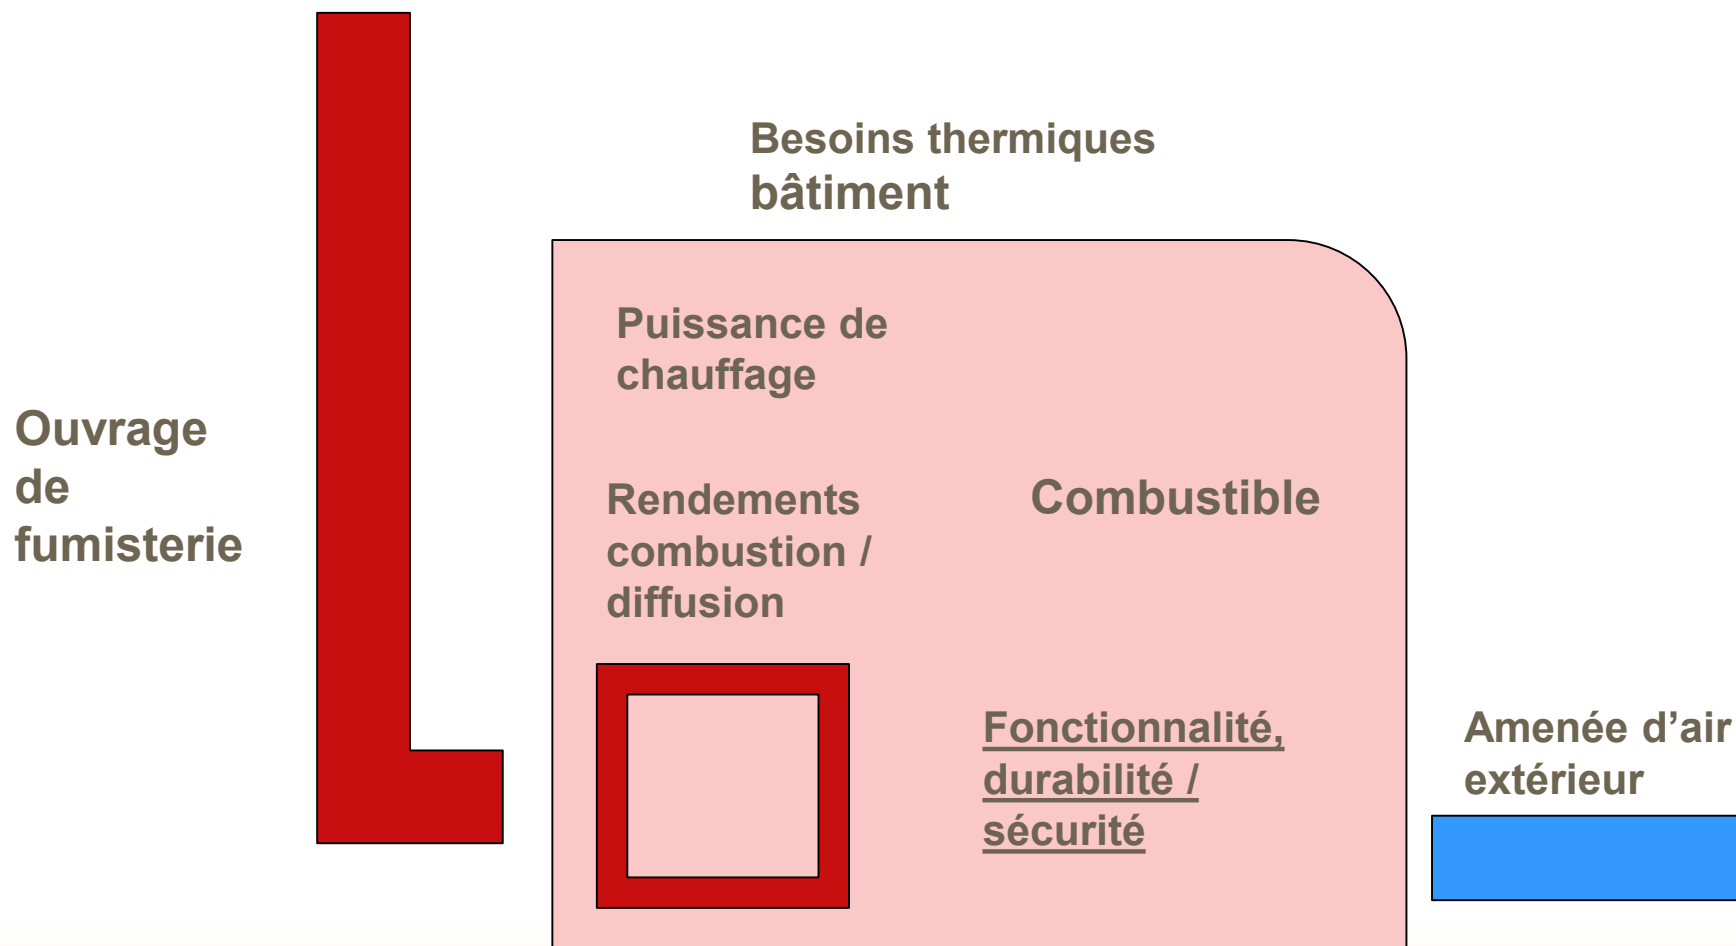 Besoins thermiques
bâtiment
Puissance de
chauffage
Ouvrage
de
fumisterie
Rendements
combustion /
diffusion
Combustible
Fonctionnalité,
durabilité /
sécurité
Amenée d’air
extérieur